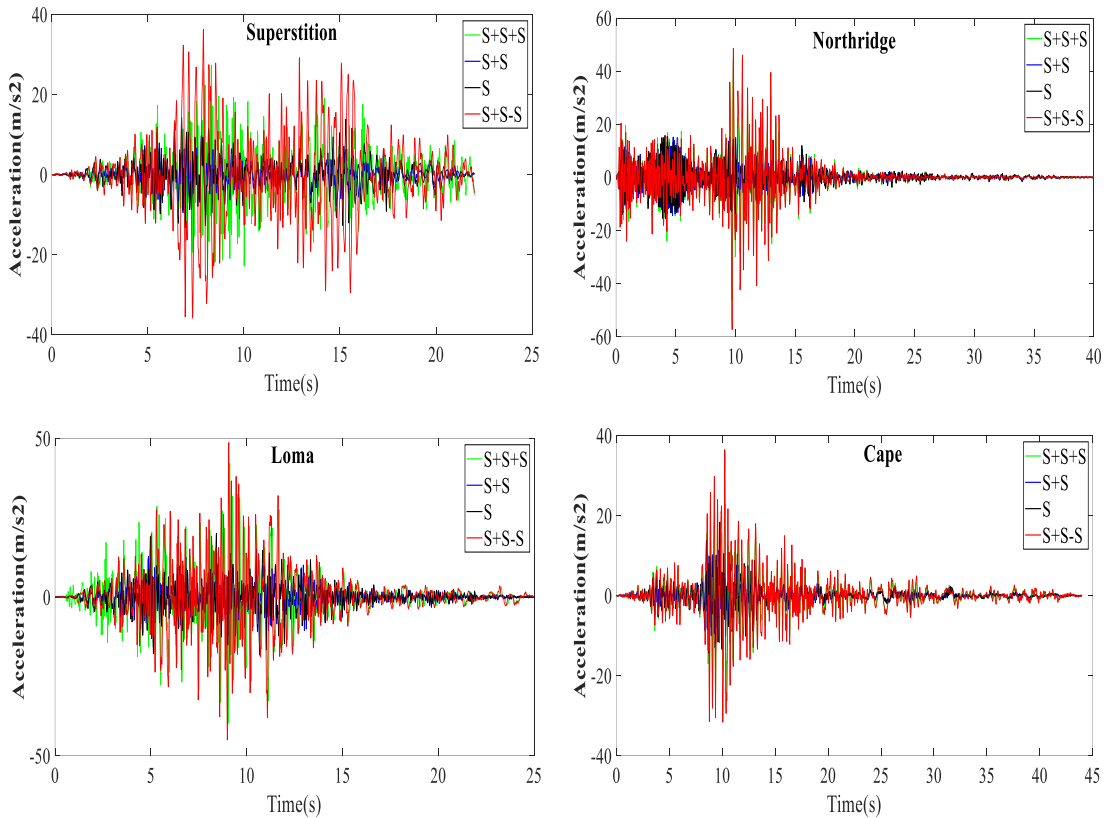 Superstition
S+S+S
S+S
S
S+S-S
Acceleration(m/s2)
40
20
0
-20
-40
0 5 10 15 20 25
Time(s)
Northridge
S+S+S
S+S
S
S+S-S
Acceleration(m/s2)
60
40
20
0
-20
-40
-60
0 5 10 15 20 25 30 35 40
Time(s)
Loma
S+S+S
S+S
S
S+S-S
Acceleration(m/s2)
50
0
-50
0 5 10 15 20 25
Time(s)
Cape
S+S+S
S+S
S
S+S-S
Acceleration(m/s2)
40
20
0
-20
-40
0 5 10 15 20 25 30 35 40 45
Time(s)